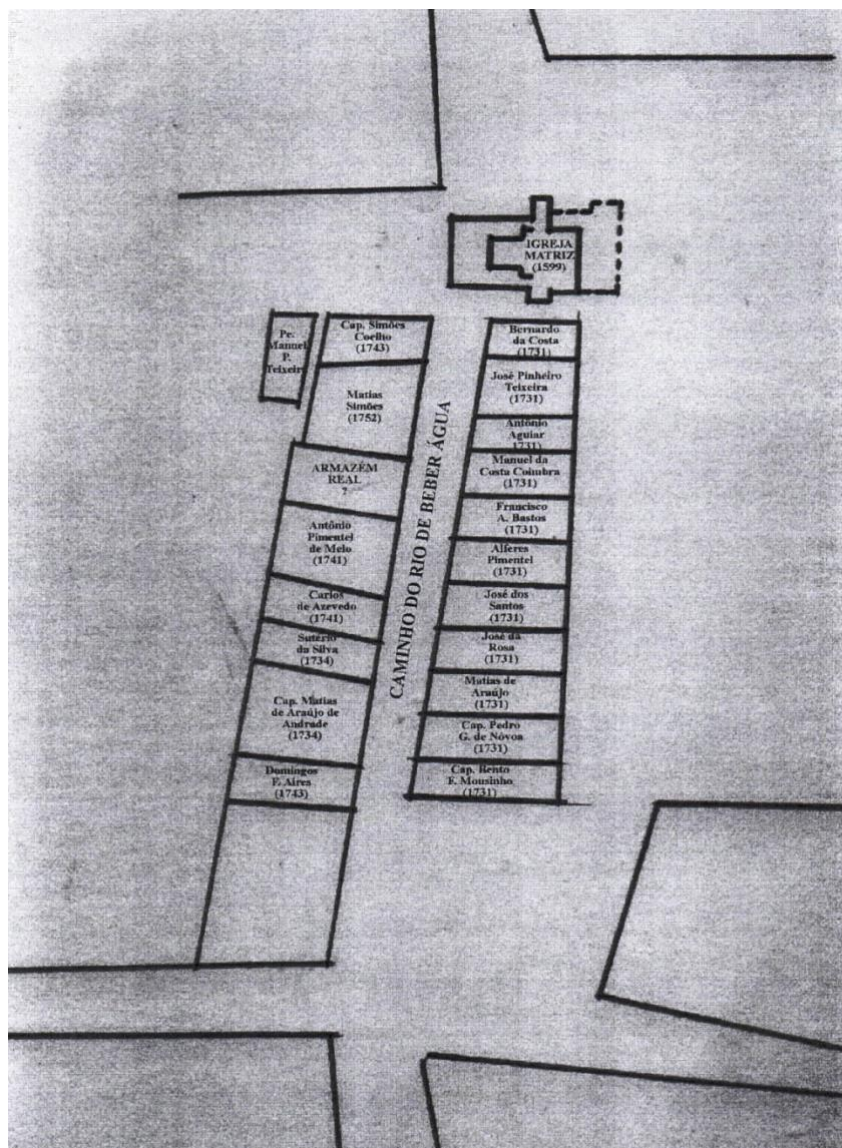 IGREJA
MATRIZ
(1599)
Pe.
Manuel
P.
Teixeira
Cap. Simões
Coelho
(1743)
Matias
Simões
(1752)
ARMAZÉM
REAL
?
Antônio
Pimentel
de Melo
(1741)
Carlos
de Azevedo
(1741)
Sutério
da Silva
(1734)
Cap. Matias
de Araújo de
Andrade
(1734)
Domingos
F. Aires
(1743)
CAMINHO DO RIO DE BEBER ÁGUA
Bernardo
da Costa
(1731)
José Pinheiro
Teixeira
(1731)
Antônio
Aguiar
(1731)
Manuel da
Costa Coimbra
(1731)
Francisco
A. Bastos
(1731)
Alferes
Pimentel
(1731)
José dos
Santos
(1731)
José da
Rosa
(1731)
Matias de
Araújo
(1731)
Cap. Pedro
G. de Nóvoa
(1731)
Cap. Bento
F. Mousinho
(1731)